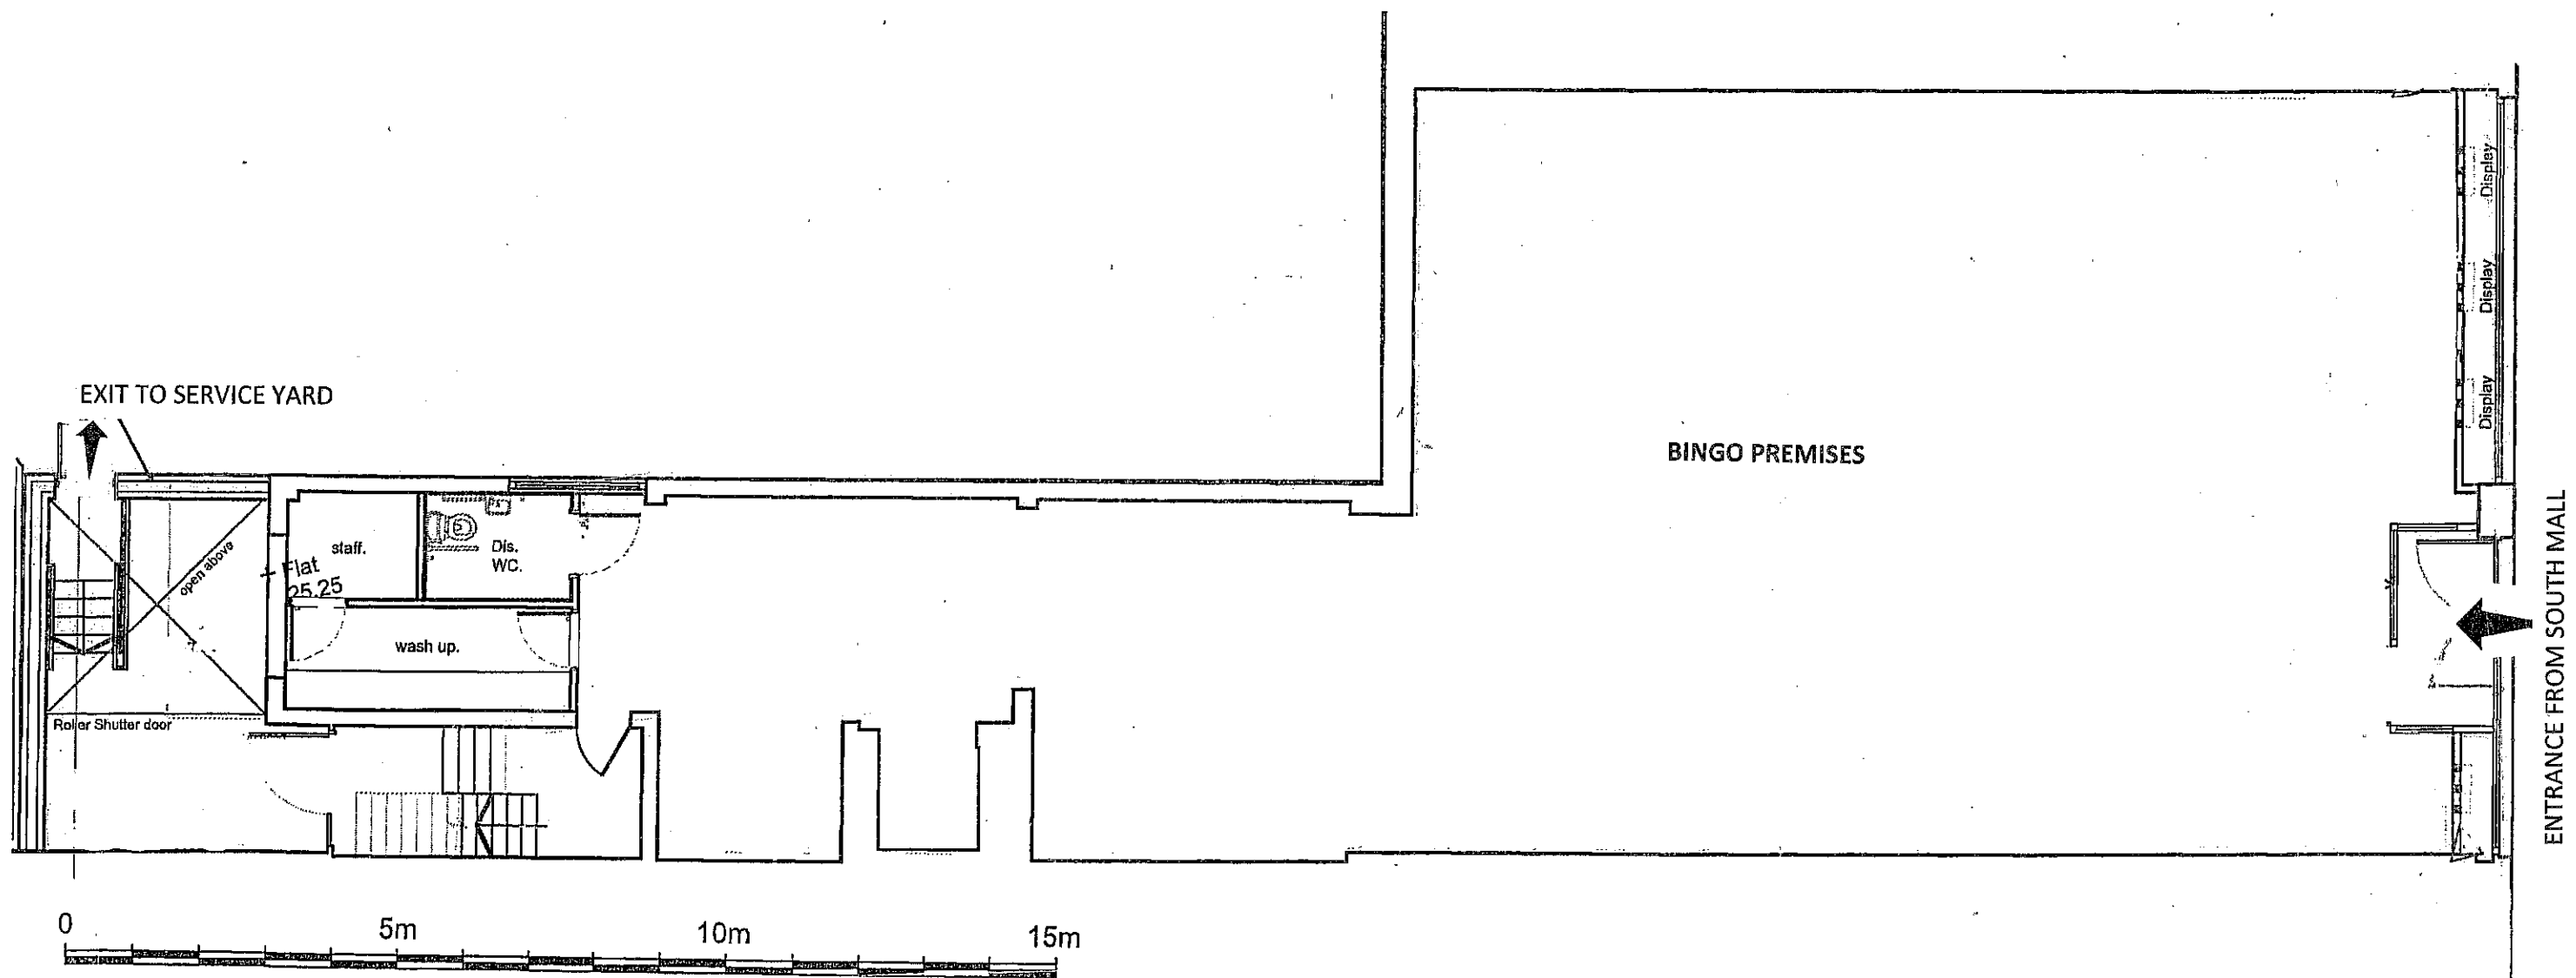 EXIT TO SERVICE YARD
BINGO PREMISES
Display
Display
Display
ENTRANCE FROM SOUTH MALL
staff.
Dis.
WC.
Flat
25.25
open above
wash up.
Roller Shutter door
0
5m
10m
15m